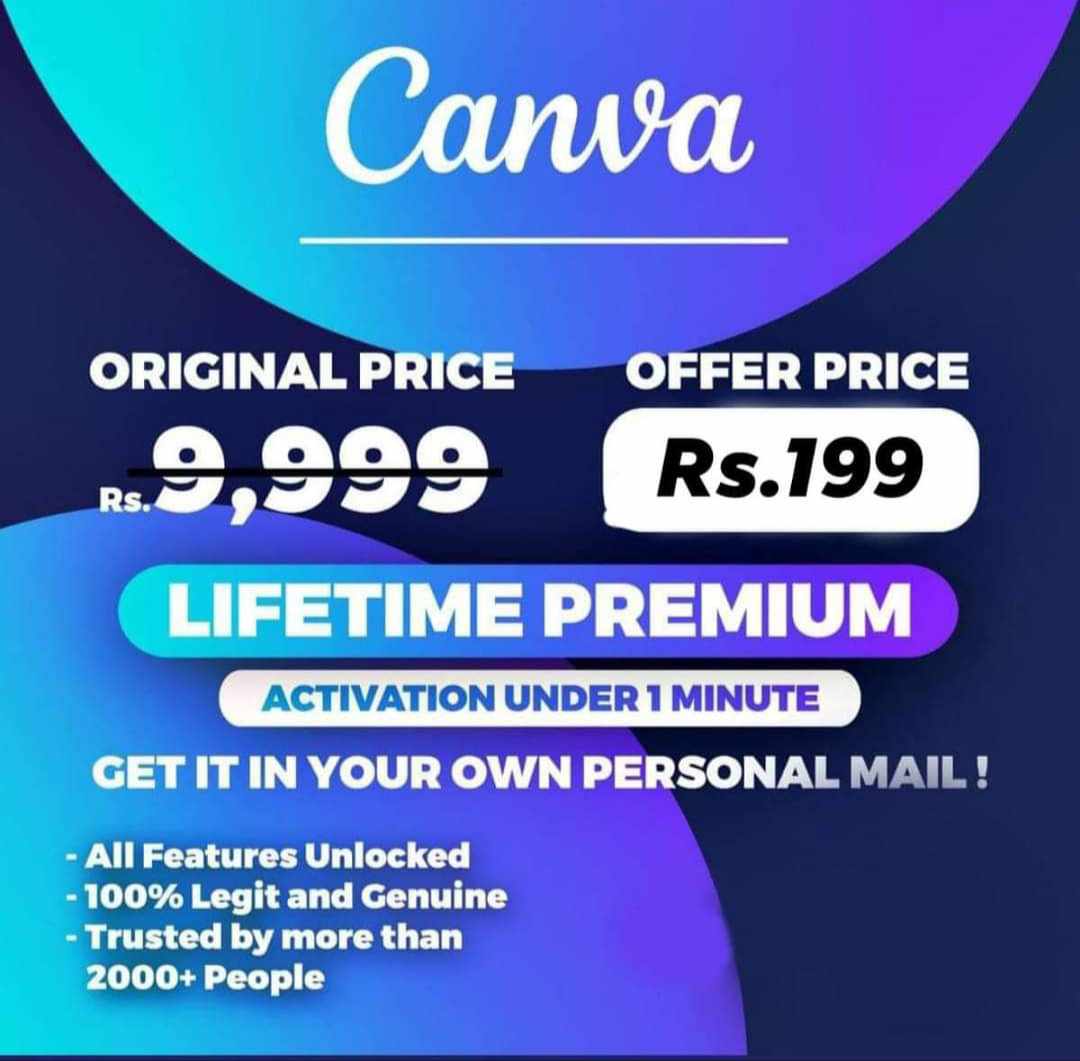 Canva
ORIGINAL PRICE
OFFER PRICE
Rs.9,999
Rs.199
LIFETIME PREMIUM
ACTIVATION UNDER 1 MINUTE
GET IT IN YOUR OWN PERSONAL MAIL !
- All Features Unlocked
- 100% Legit and Genuine
- Trusted by more than
2000+ People